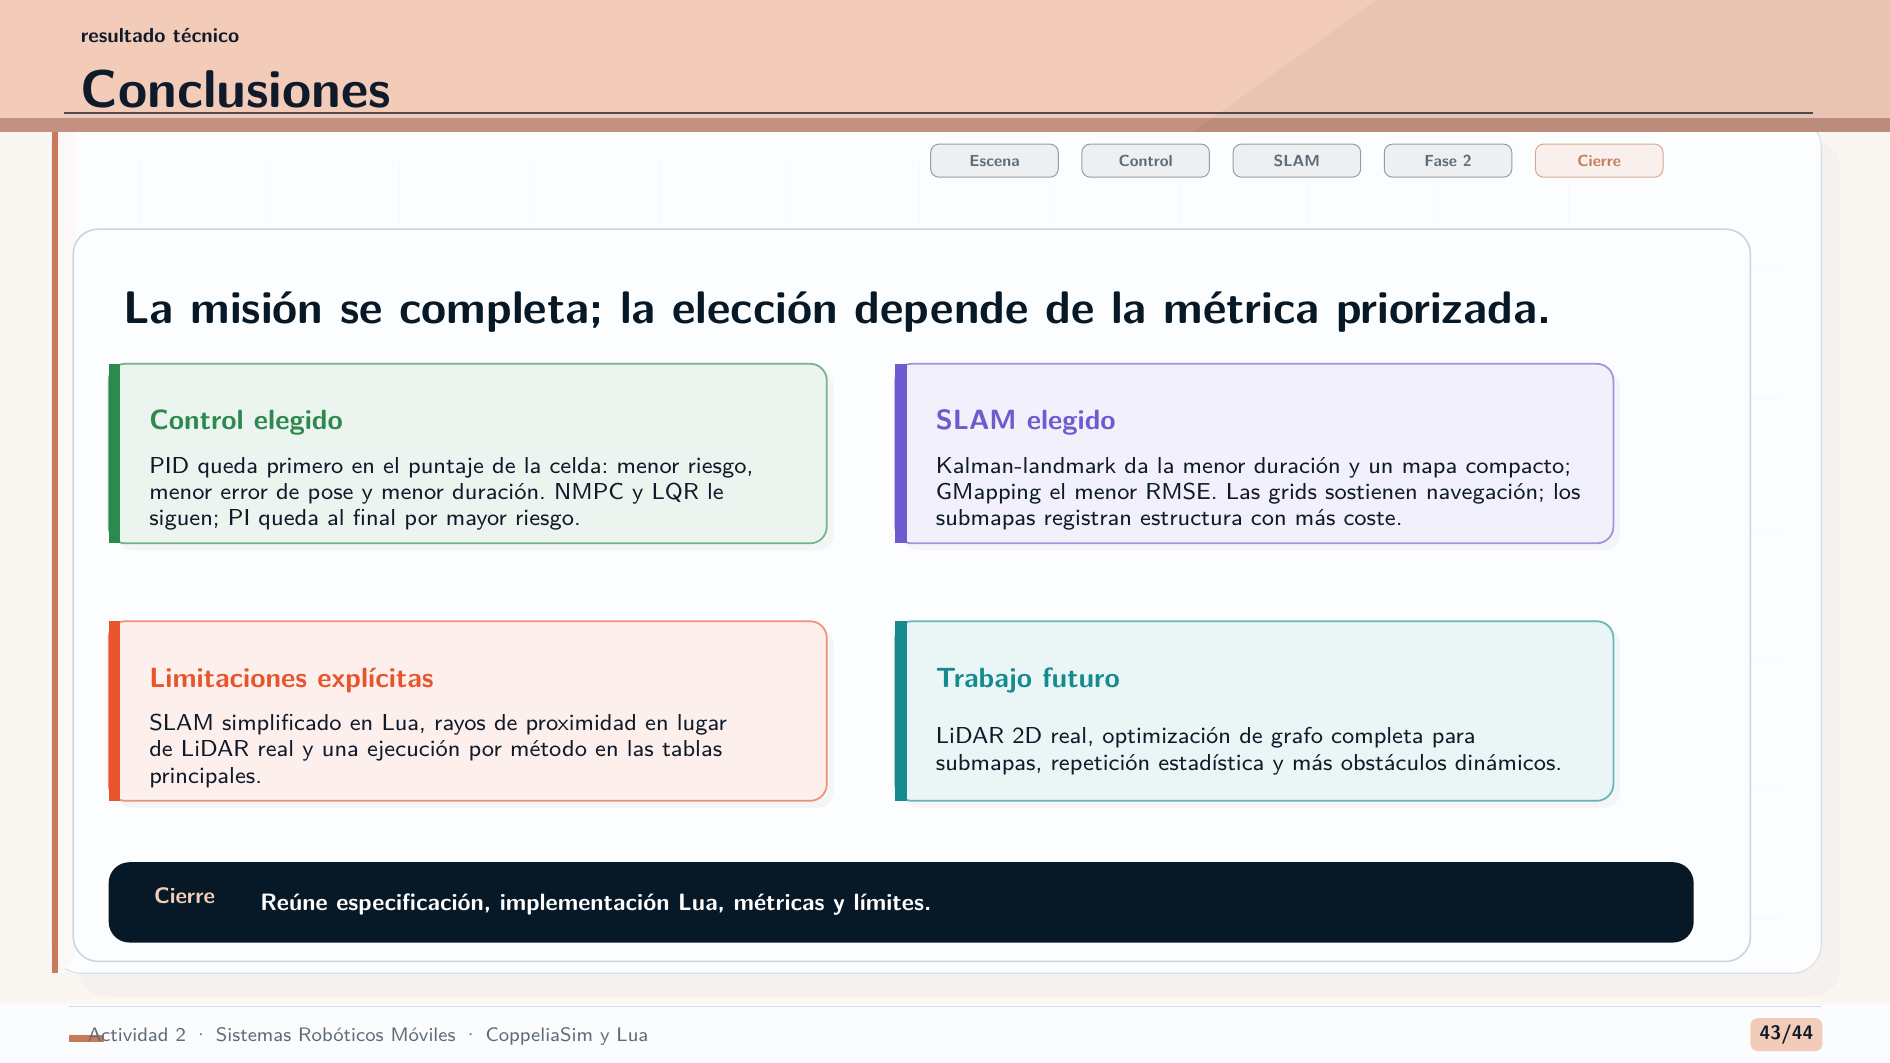 resultado técnico
Conclusiones
Escena
Control
SLAM
Fase 2
Cierre
La misión se completa; la elección depende de la métrica priorizada.
Control elegido
PID queda primero en el puntaje de la celda: menor riesgo,
menor error de pose y menor duración. NMPC y LQR le
siguen; PI queda al final por mayor riesgo.
SLAM elegido
Kalman-landmark da la menor duración y un mapa compacto;
GMapping el menor RMSE. Las grids sostienen navegación; los
submapas registran estructura con más coste.
Limitaciones explícitas
SLAM simplificado en Lua, rayos de proximidad en lugar
de LiDAR real y una ejecución por método en las tablas
principales.
Trabajo futuro
LiDAR 2D real, optimización de grafo completa para
submapas, repetición estadística y más obstáculos dinámicos.
Cierre
Reúne especificación, implementación Lua, métricas y límites.
Actividad 2 · Sistemas Robóticos Móviles · CoppeliaSim y Lua
43/44